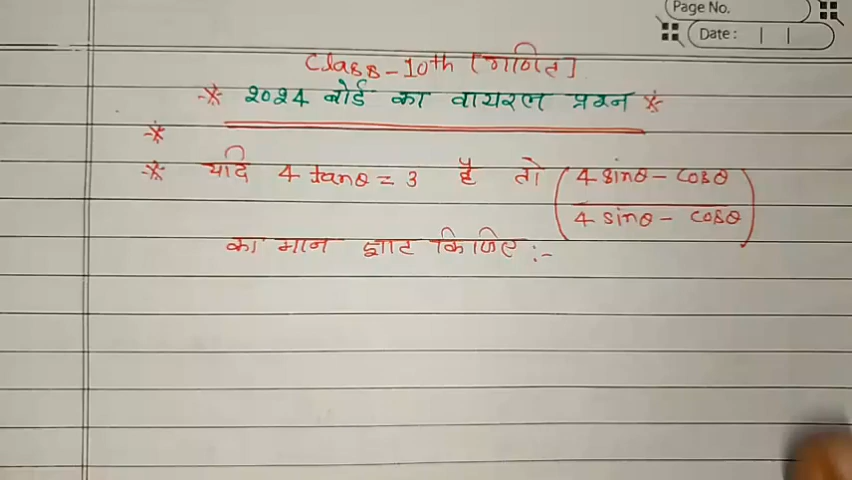 Page No.
Date :
Class - 10th [गणित]
* 2024 बोर्ड का वायरल प्रश्न *
*
* यदि 4 tanθ = 3 है तो (4 sinθ - cosθ
4 sinθ - cosθ)
का मान ज्ञाट किजिए :-